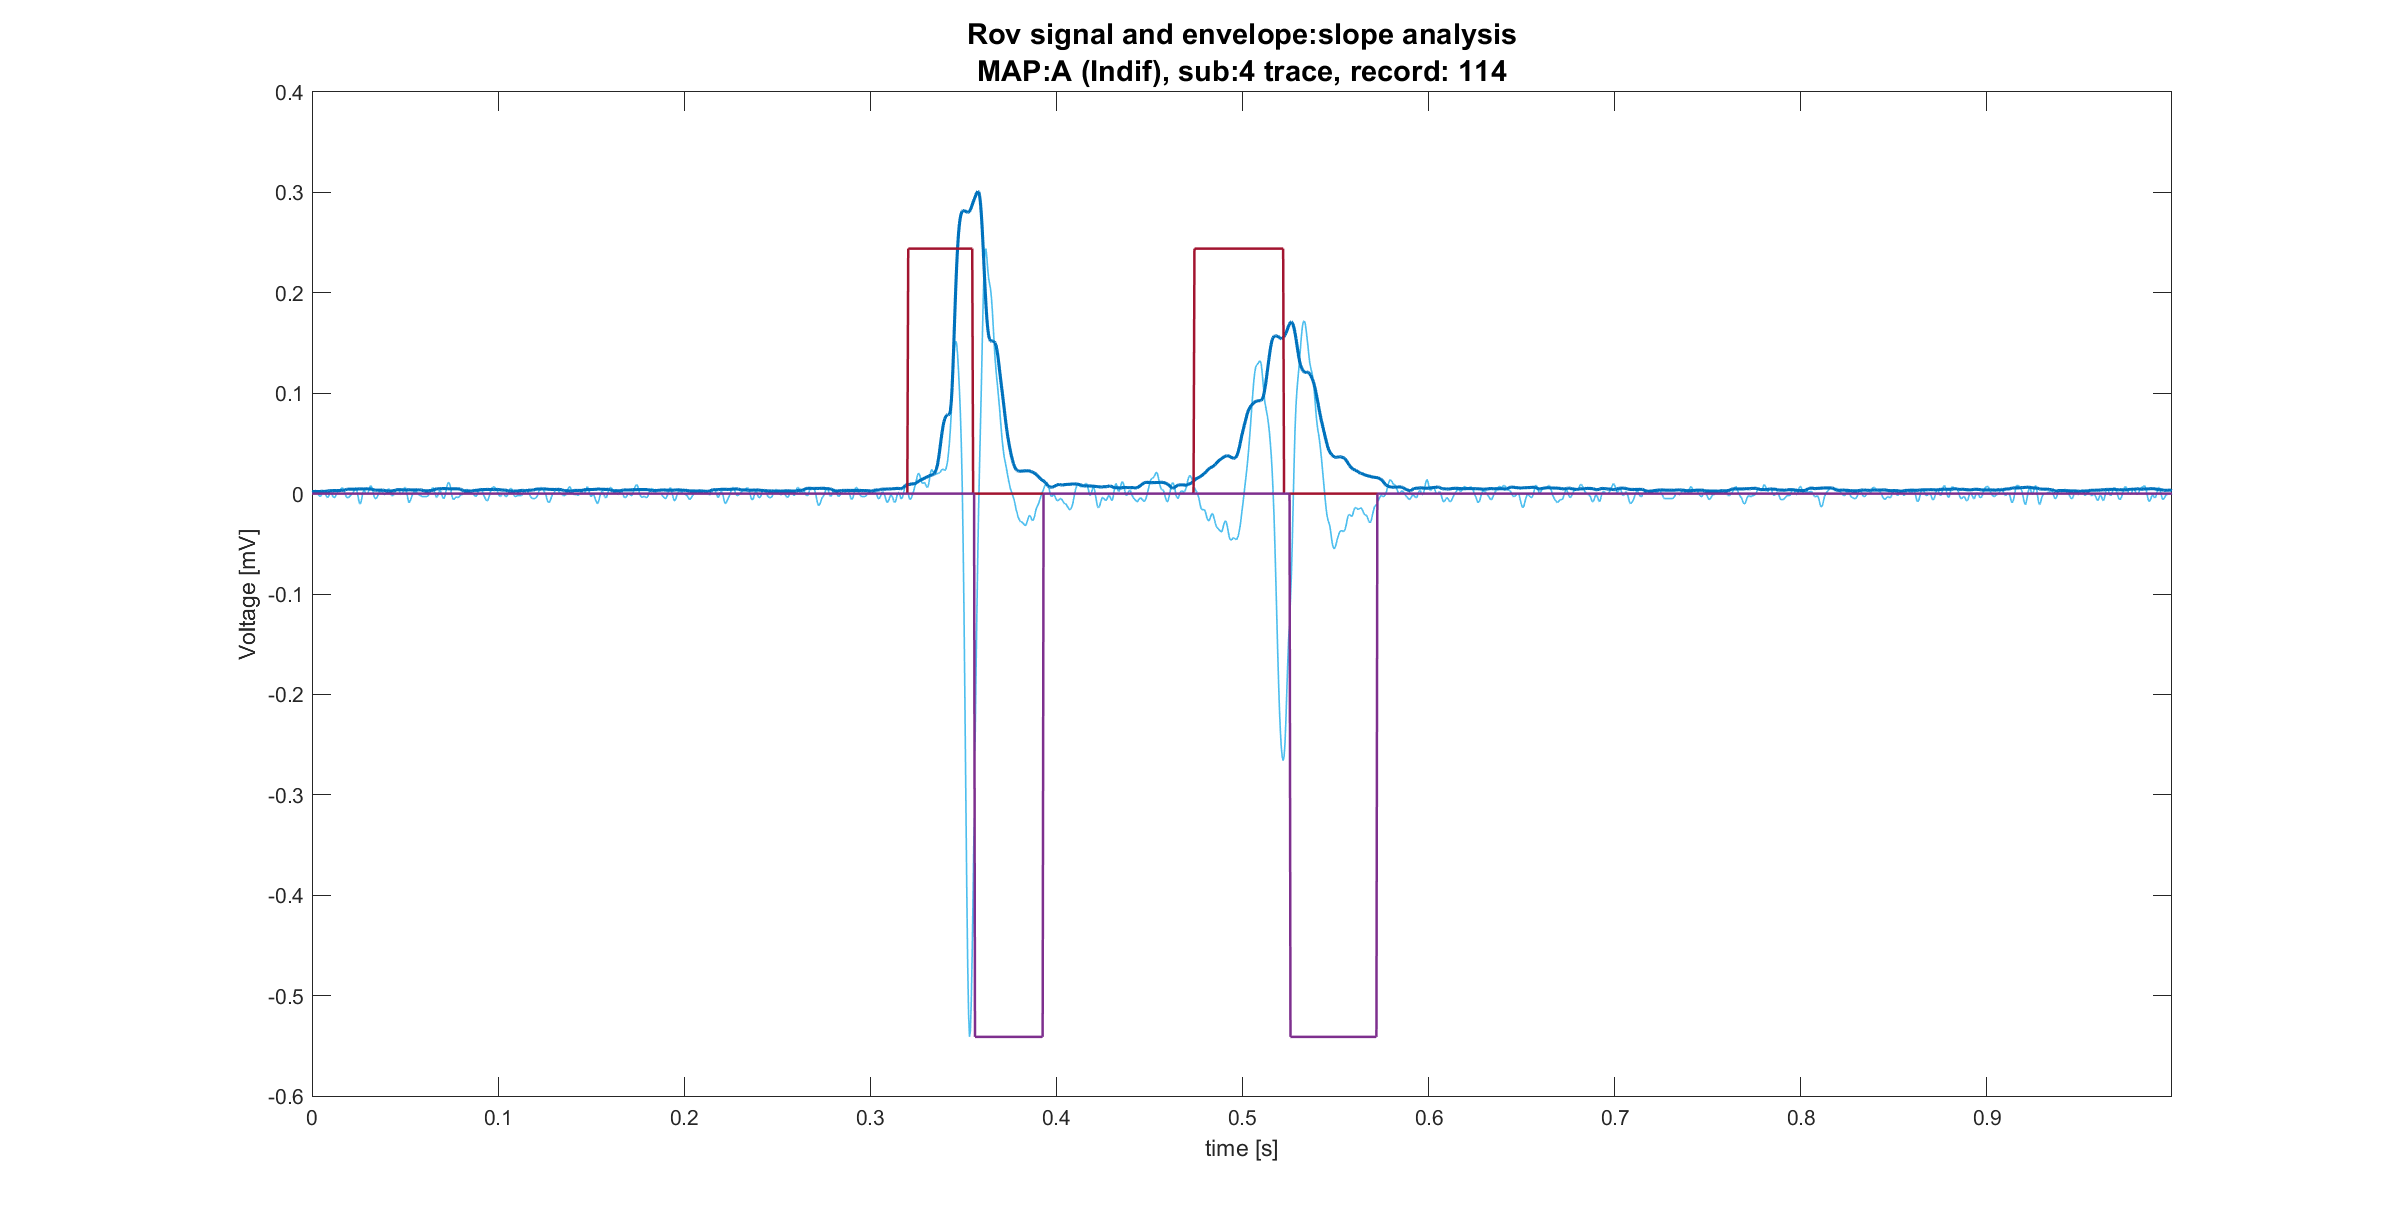 Rov signal and envelope:slope analysis
MAP:A (Indif), sub:4 trace, record: 114
0.4
0.3
0.2
0.1
0
-0.1
-0.2
-0.3
-0.4
-0.5
-0.6
Voltage [mV]
0 0.1 0.2 0.3 0.4 0.5 0.6 0.7 0.8 0.9
time [s]